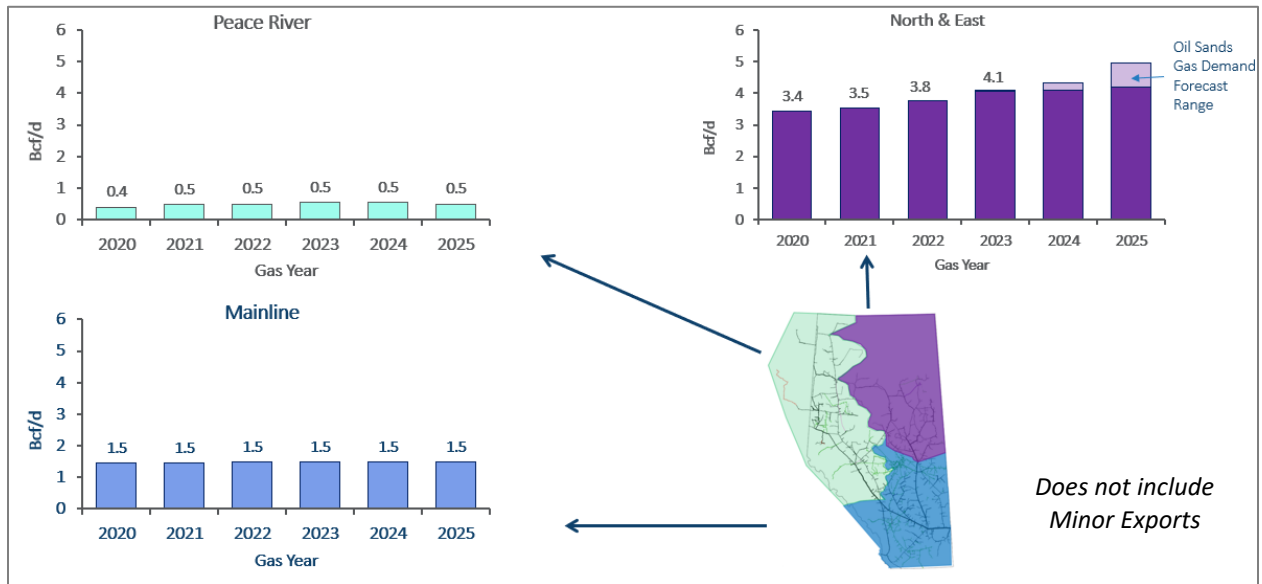 Peace River
6
5
4
3
2
1
0
Bcf/d
0.4 0.5 0.5 0.5 0.5 0.5
2020 2021 2022 2023 2024 2025
Gas Year
North & East
6
5
4
3
2
1
0
Bcf/d
3.4 3.5 3.8 4.1
Oil Sands
Gas Demand
Forecast
Range
2020 2021 2022 2023 2024 2025
Gas Year
Mainline
6
5
4
3
2
1
0
Bcf/d
1.5 1.5 1.5 1.5 1.5 1.5
2020 2021 2022 2023 2024 2025
Gas Year
Does not include
Minor Exports